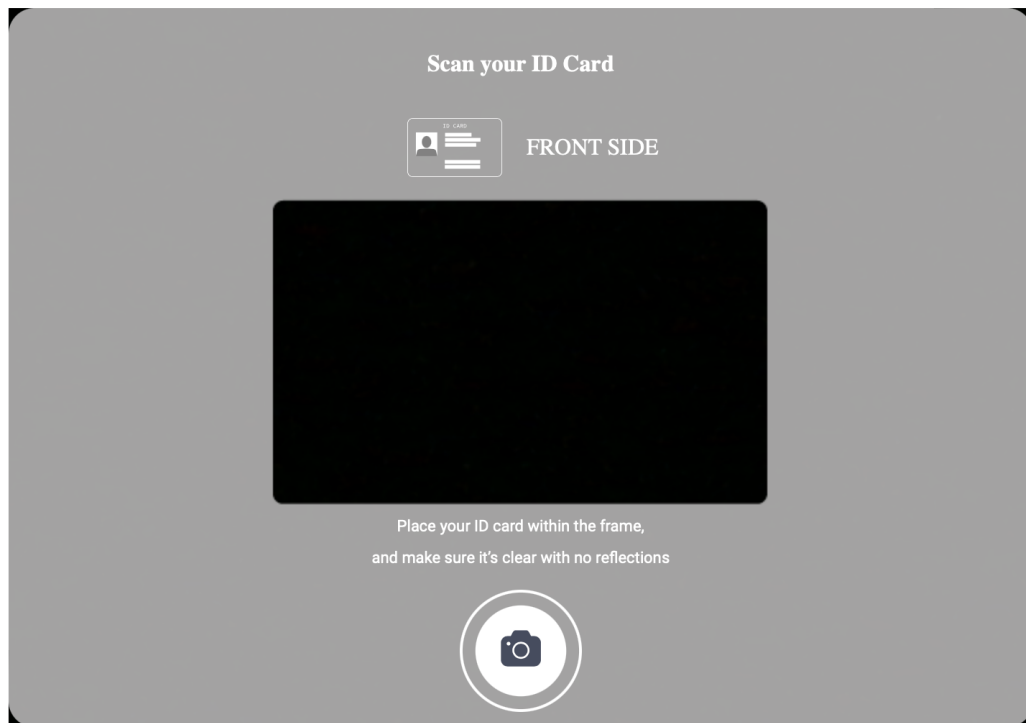 Scan your ID Card
ID CARD
FRONT SIDE
Place your ID card within the frame,
and make sure it's clear with no reflections